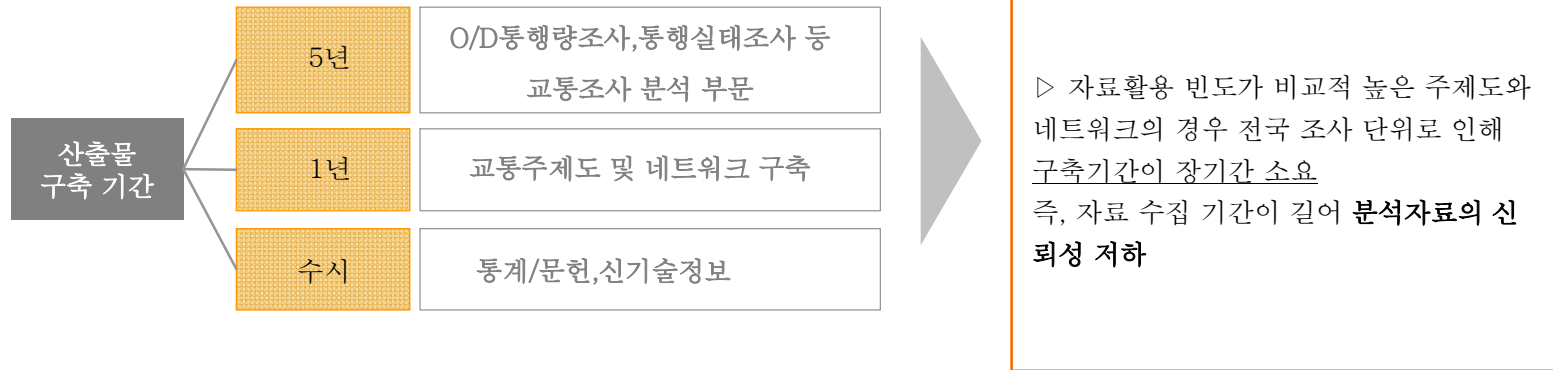 산출물
구축 기간
5년
O/D통행량조사,통행실태조사 등
교통조사 분석 부문
1년
교통주제도 및 네트워크 구축
수시
통계/문헌,신기술정보
▷ 자료활용 빈도가 비교적 높은 주제도와
네트워크의 경우 전국 조사 단위로 인해
구축기간이 장기간 소요
즉, 자료 수집 기간이 길어 분석자료의 신
뢰성 저하